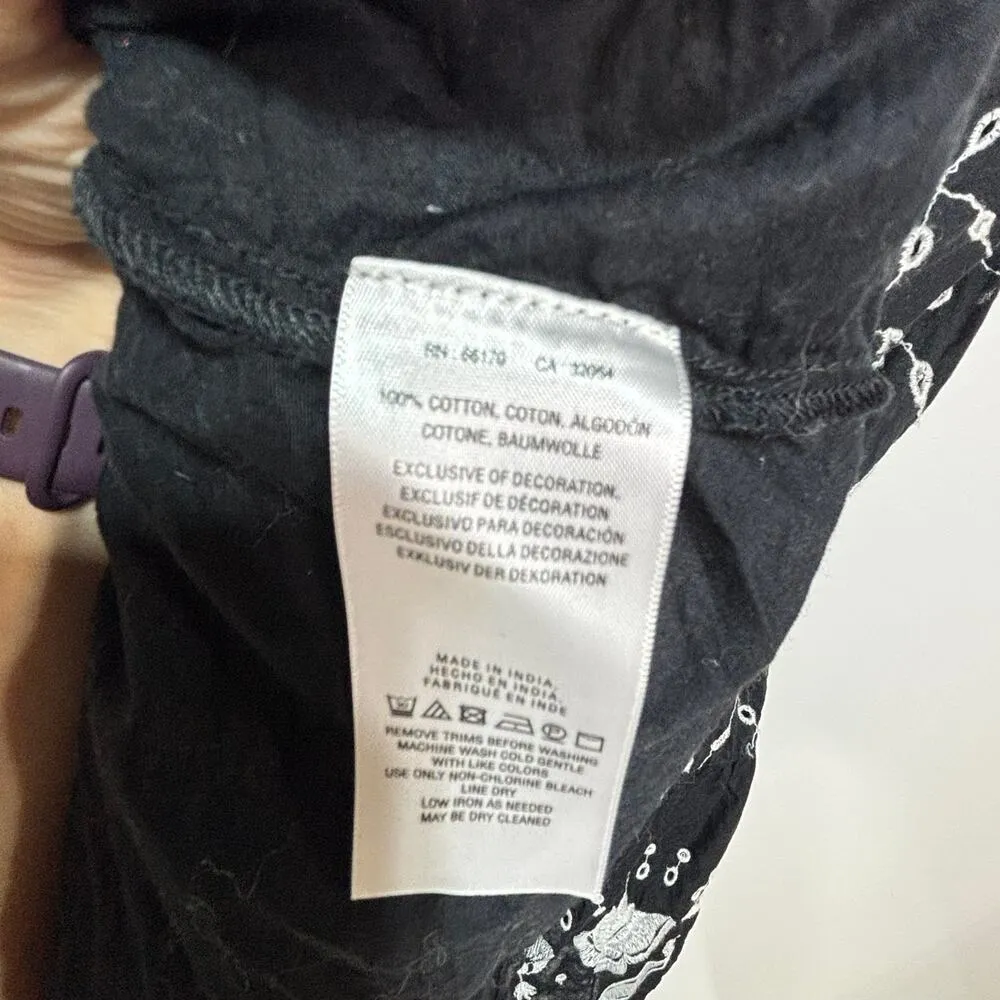 RN : 66170 CA : 32054
100% COTTON, COTON, ALGODÓN
COTONE, BAUMWOLLE
EXCLUSIVE OF DECORATION,
EXCLUSIF DE DÉCORATION
EXCLUSIVO PARA DECORACIÓN
ESCLUSIVO DELLA DECORAZIONE
EXKLUSIV DER DEKORATION
MADE IN INDIA,
HECHO EN INDIA,
FABRIQUÉ EN INDE
REMOVE TRIMS BEFORE WASHING
MACHINE WASH COLD GENTLE
WITH LIKE COLORS
USE ONLY NON-CHLORINE BLEACH
LINE DRY
LOW IRON AS NEEDED
MAY BE DRY CLEANED